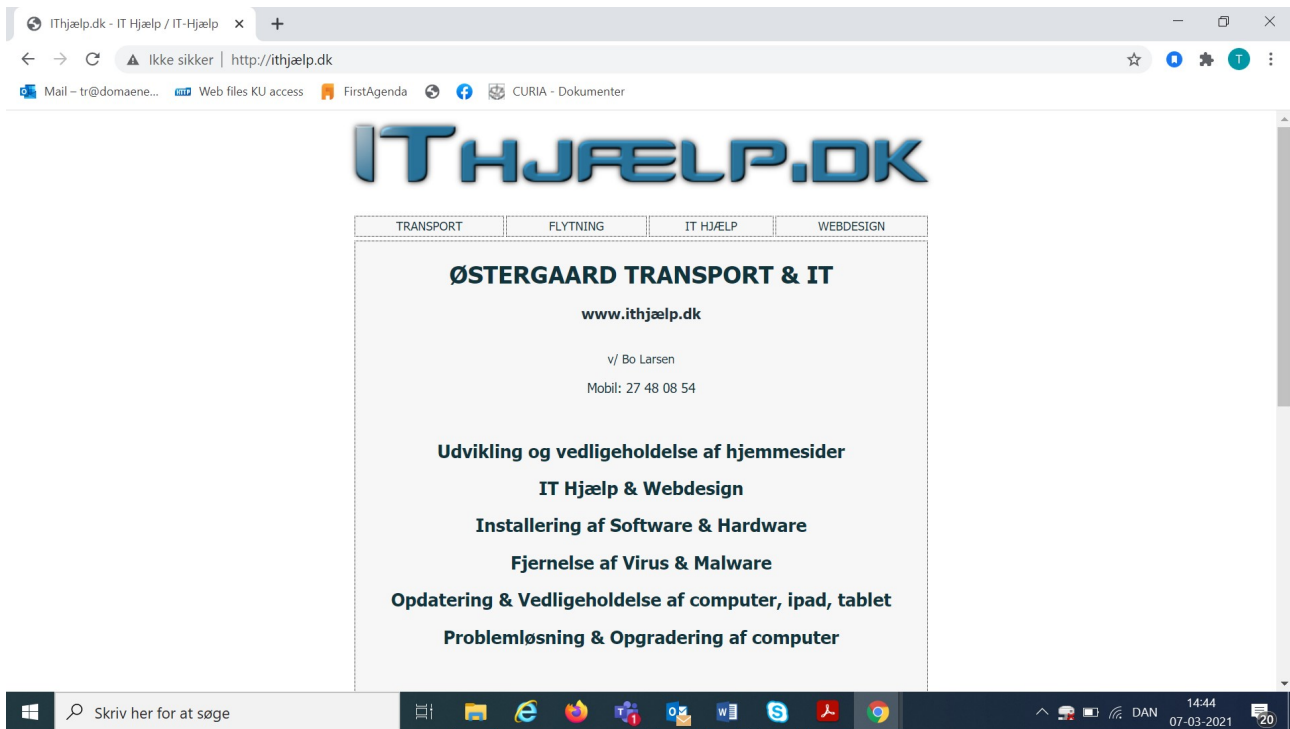 IThjælp.dk - IT Hjælp / IT-Hjælp
Ikke sikker | http://ithjælp.dk
Mail – tr@domaene... Web files KU access FirstAgenda CURIA - Dokumenter
ITHJÆLP.DK
TRANSPORT FLYTNING IT HJÆLP WEBDESIGN
ØSTERGAARD TRANSPORT & IT
www.ithjælp.dk
v/ Bo Larsen
Mobil: 27 48 08 54
Udvikling og vedligeholdelse af hjemmesider
IT Hjælp & Webdesign
Installering af Software & Hardware
Fjernelse af Virus & Malware
Opdatering & Vedligeholdelse af computer, ipad, tablet
Problemløsning & Opgradering af computer
Skriv her for at søge
DAN
14:44
07-03-2021
20